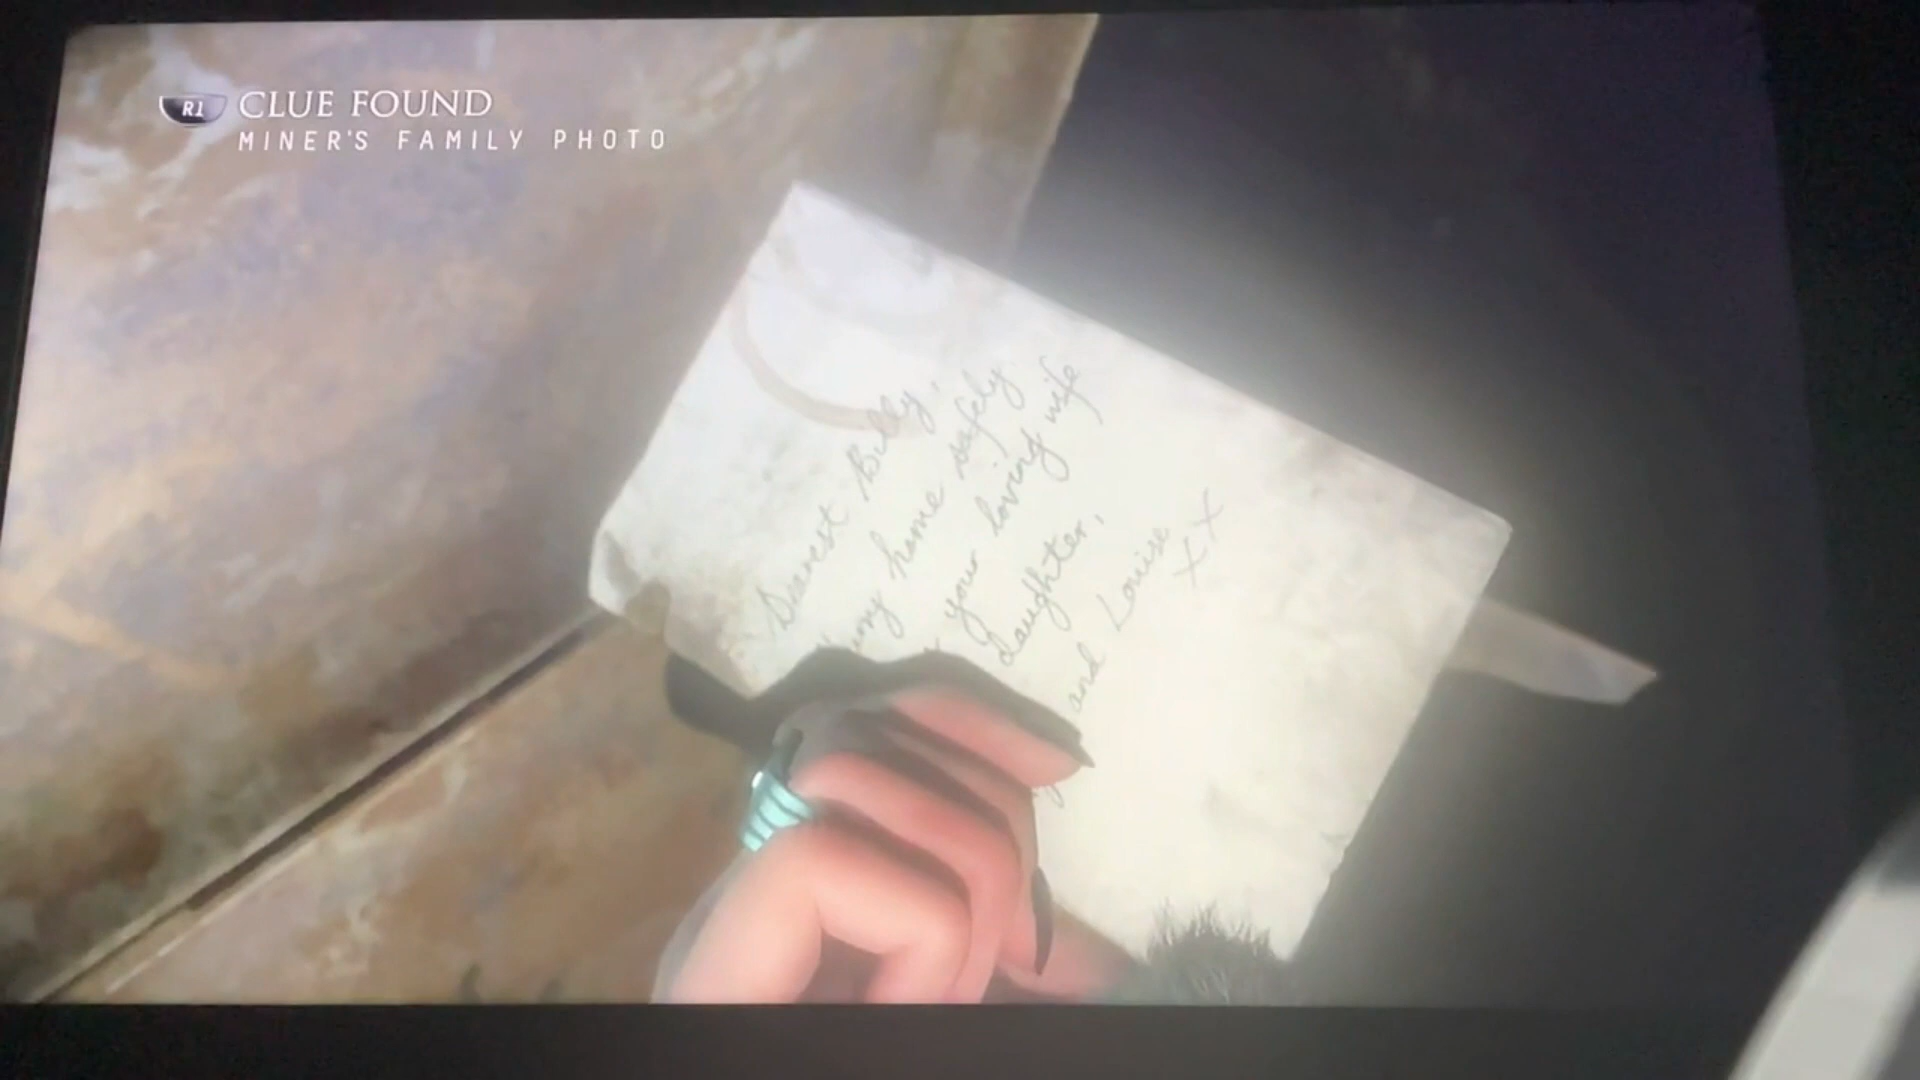 R1 CLUE FOUND
MINER'S FAMILY PHOTO
Dearest Billy,
home safely.
your loving wife
daughter,
and Louise
XX